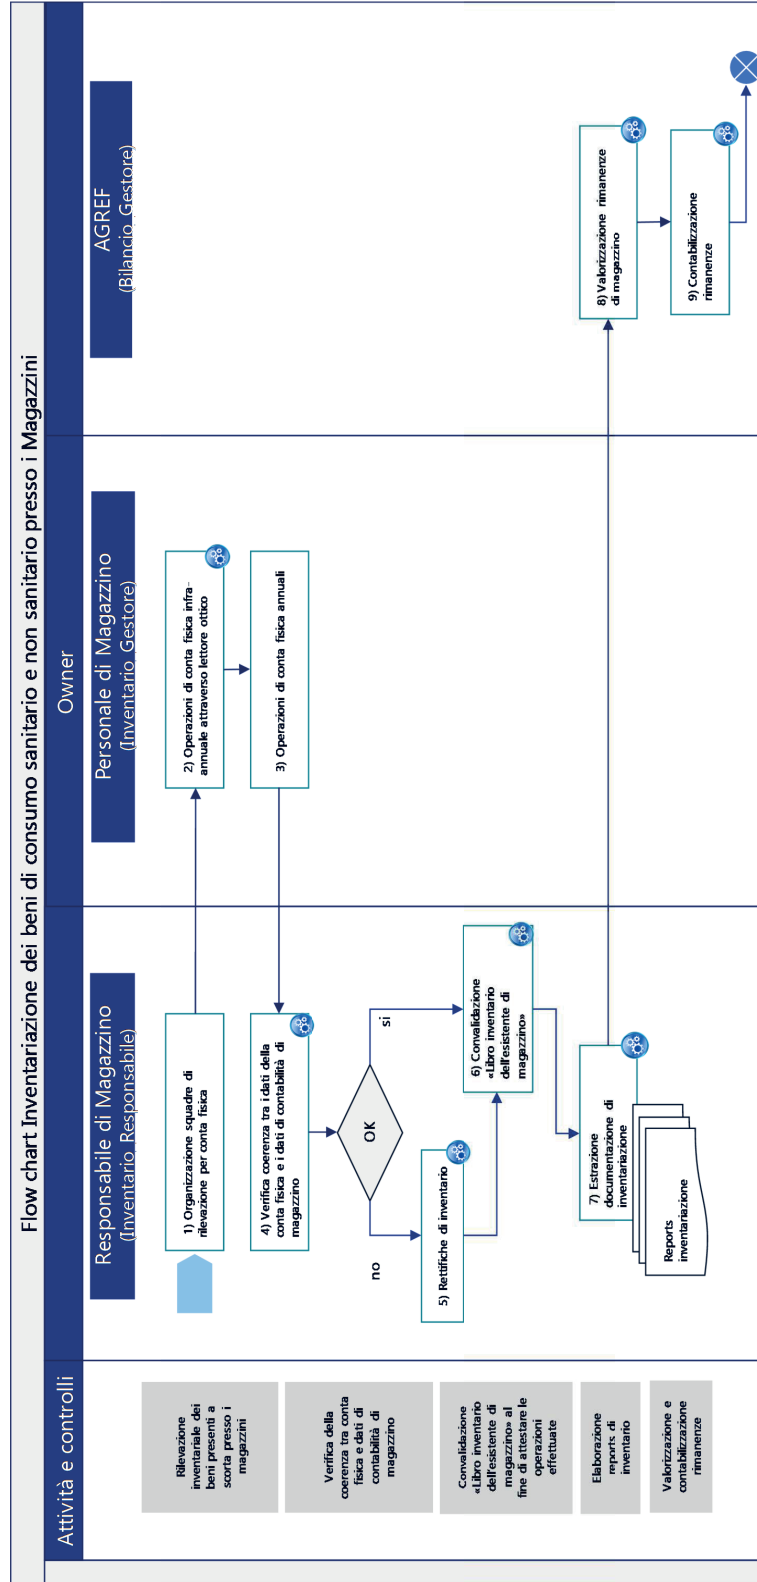 Flow chart Inventariazione dei beni di consumo sanitario e non sanitario presso i Magazzini
Attività e controlli
Owner
Responsabile di Magazzino
(Inventario_Responsabile)
Personale di Magazzino
(Inventario_Gestore)
AGREF
(Bilancio_Gestore)
Rilevazione
inventariale dei
beni presenti a
scorta presso i
magazzini
1) Organizzazione squadre di
rilevazione per conta fisica
2) Operazioni di conta fisica infra-
annuale attraverso lettore ottico
3) Operazioni di conta fisica annuali
Verifica della
coerenza tra conta
fisica e dati di
contabilità di
magazzino
4) Verifica coerenza tra i dati della
conta fisica e i dati di contabilità di
magazzino
OK
no
si
5) Rettifiche di inventario
Convalidazione
«Libro inventario
dell'esistente di
magazzino» al
fine di attestare le
operazioni
effettuate
6) Convalidazione
«Libro inventario
dell'esistente di
magazzino»
Elaborazione
reports di
inventario
7) Estrazione
documentazione di
inventariazione
Reports
inventariazione
Valorizzazione e
contabilizzazione
rimanenze
8) Valorizzazione rimanenze
di magazzino
9) Contabilizzazione
rimanenze